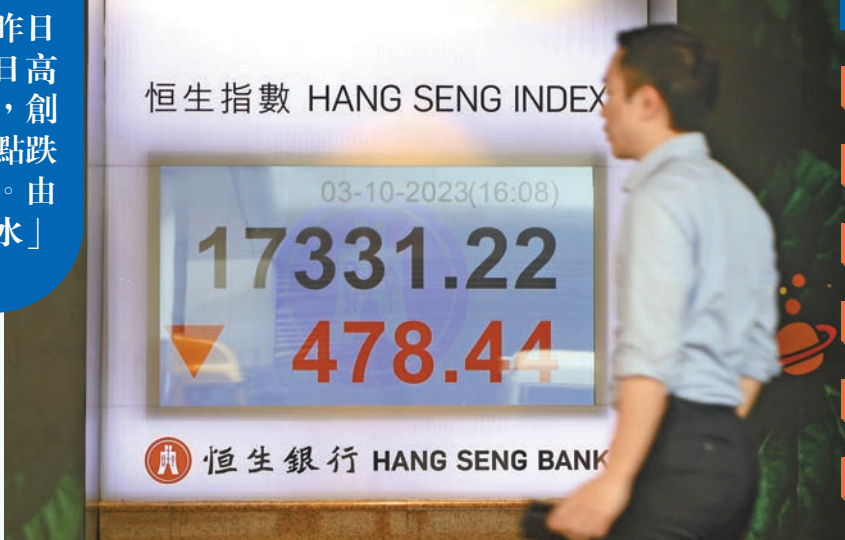 昨日
日高
，創
點跌
。由
水」
恒生指數 HANG SENG INDEX
03-10-2023(16:08)
17331.22
478.44
恒生銀行 HANG SENG BANK